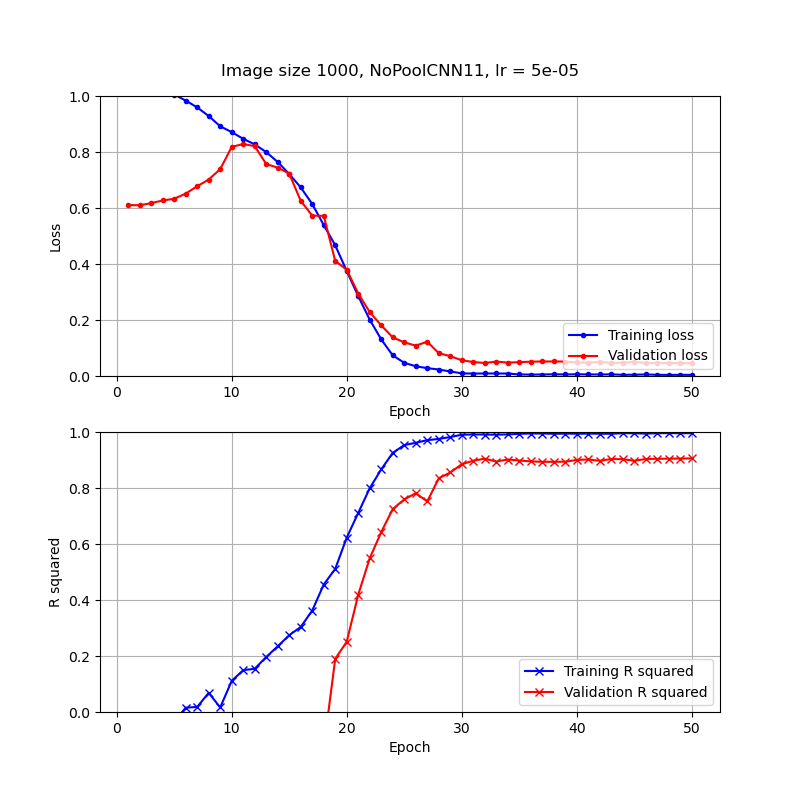 Image size 1000, NoPoolCNN11, lr = 5e-05
1.0
0.8
0.6
0.4
0.2
0.0
Loss
Training loss
Validation loss
0 10 20 30 40 50
Epoch
1.0
0.8
0.6
0.4
0.2
0.0
R squared
Training R squared
Validation R squared
0 10 20 30 40 50
Epoch